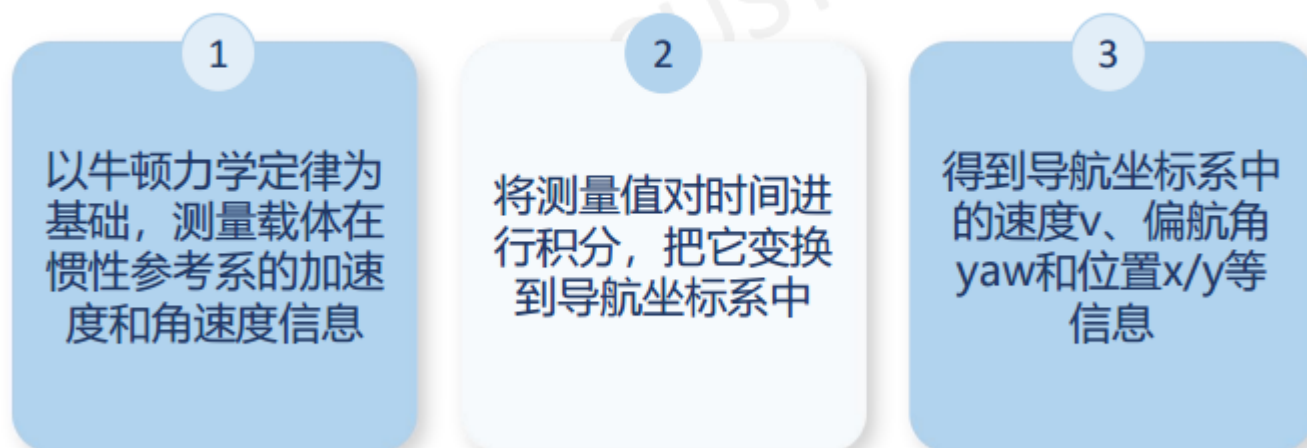 1
以牛顿力学定律为
基础，测量载体在
惯性参考系的加速
度和角速度信息
2
将测量值对时间进
行积分，把它变换
到导航坐标系中
3
得到导航坐标系中
的速度v、偏航角
yaw和位置x/y等
信息